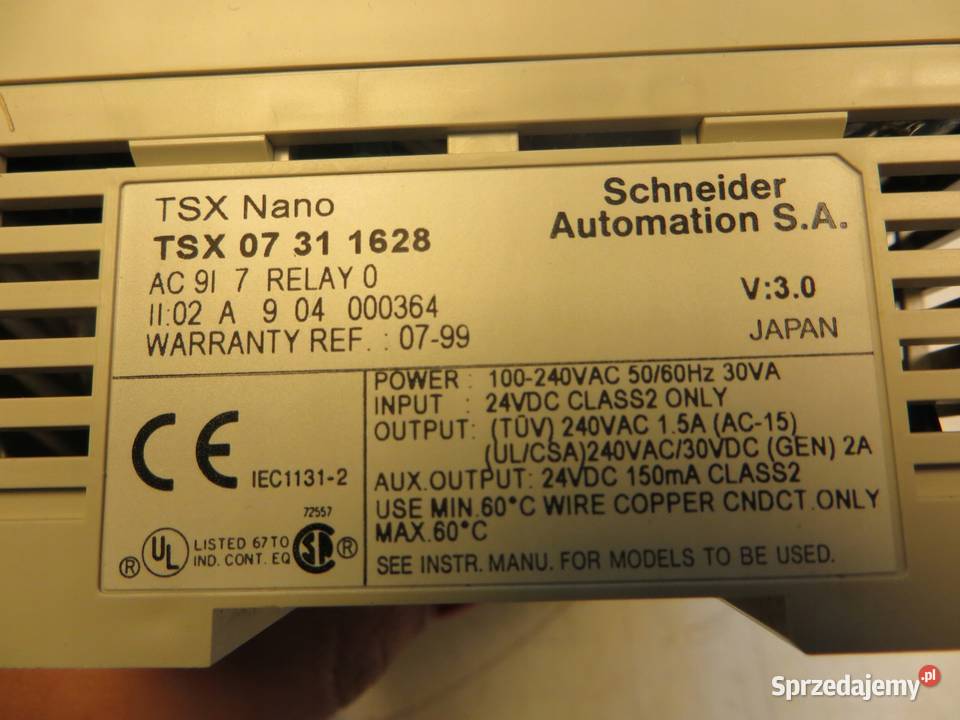 TSX Nano
TSX 07 31 1628
AC 9I 7 RELAY 0
II:02 A 9 04 000364
WARRANTY REF. : 07-99
Schneider
Automation S.A.
V:3.0
JAPAN
CE
IEC1131-2
72557
® UL LISTED 67T0
IND. CONT. EQ
SA ®
POWER : 100-240VAC 50/60Hz 30VA
INPUT : 24VDC CLASS2 ONLY
OUTPUT: (TÜV) 240VAC 1.5A (AC-15)
(UL/CSA)240VAC/30VDC (GEN) 2A
AUX.OUTPUT: 24VDC 150mA CLASS2
USE MIN.60°C WIRE COPPER CNDCT.ONLY
MAX.60°C
SEE INSTR. MANU. FOR MODELS TO BE USED.
Sprzedajemy.pl